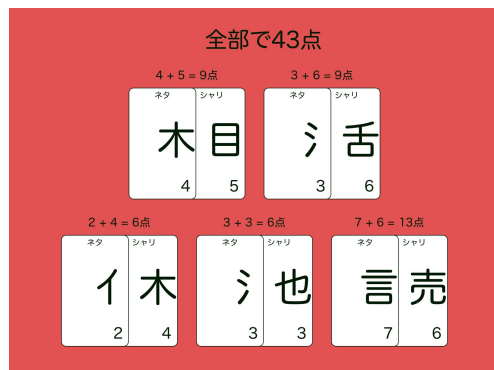 全部で43点
4 + 5 = 9点
3 + 6 = 9点
ネタ シャリ
木 目
4 5
ネタ シャリ
氵 舌
3 6
2 + 4 = 6点
3 + 3 = 6点
7 + 6 = 13点
ネタ シャリ
亻 木
2 4
ネタ シャリ
氵 也
3 3
ネタ シャリ
言 売
7 6